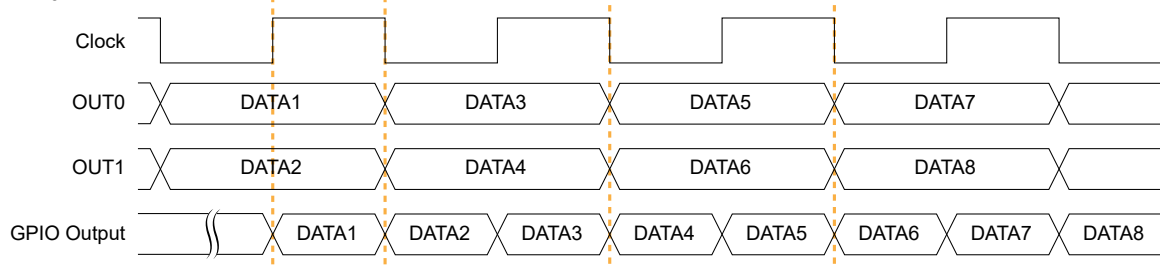 Clock
OUT0 DATA1 DATA3 DATA5 DATA7
OUT1 DATA2 DATA4 DATA6 DATA8
GPIO Output DATA1 DATA2 DATA3 DATA4 DATA5 DATA6 DATA7 DATA8